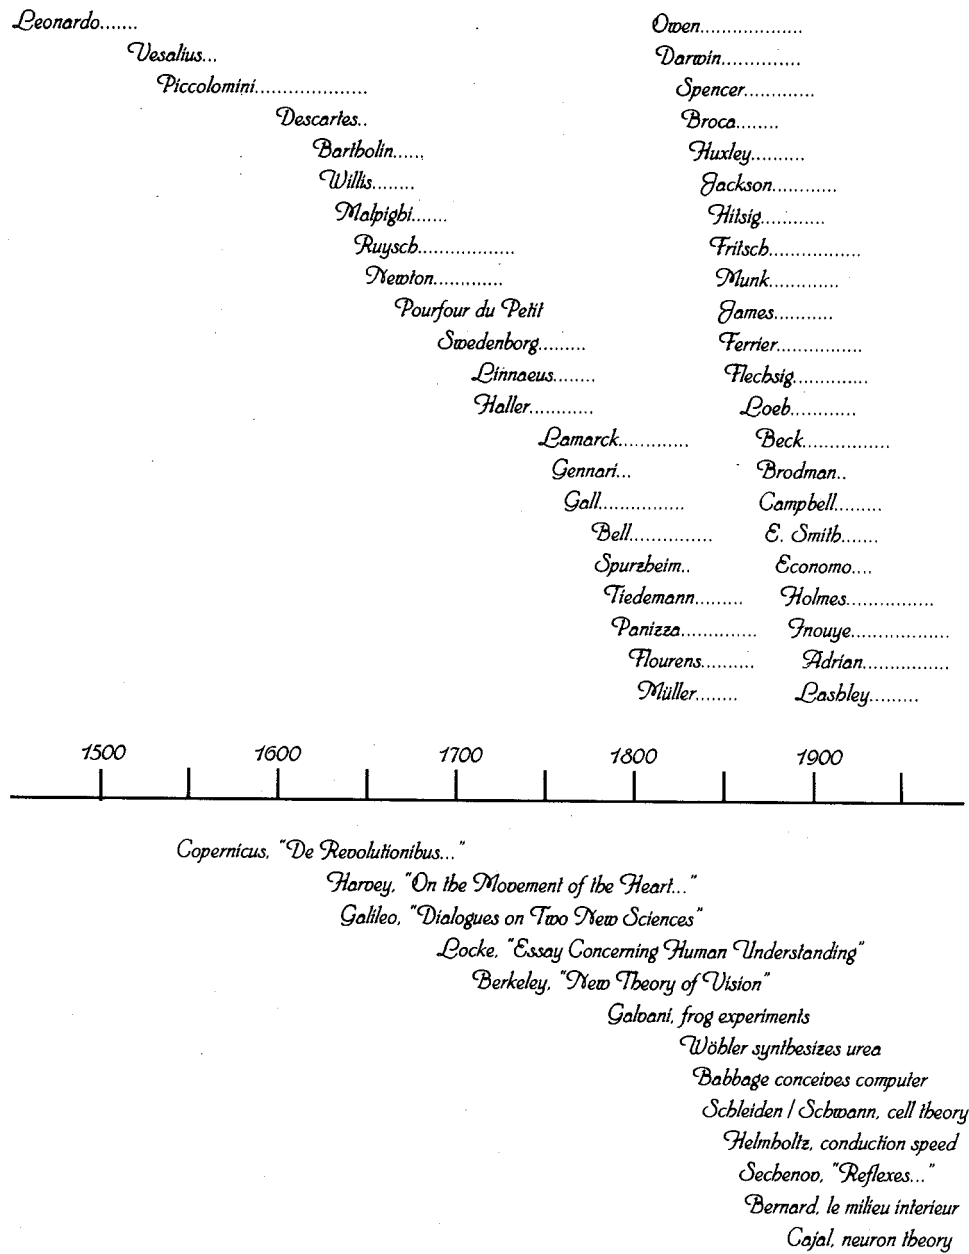 Leonardo.......
Vesalius...
Piccolomini.....................
Descartes..
Bartholin......
Willis........
Malpighi.......
Ruysch..................
Newton.............
Pourfour du Petit
Swedenborg.........
Linnaeus........
Haller............
Lamarck.............
Gennari...
Gall................
Bell...............
Spurzheim..
Tiedemann.........
Panizza..............
Flourens..........
Müller........
Owen....................
Darwin...............
Spencer.............
Broca........
Huxley..........
Jackson............
Hitsig............
Fritsch.................
Munk.............
James...........
Ferrier................
Flechsig.............
Loeb............
Beck................
Brodman..
Campbell.........
E. Smith.......
Economo....
Holmes................
Inouye..................
Adrian................
Lashley.........
1500 1600 1700 1800 1900
Copernicus, "De Revolutionibus..."
Harvey, "On the Movement of the Heart..."
Galileo, "Dialogues on Two New Sciences"
Locke, "Essay Concerning Human Understanding"
Berkeley, "New Theory of Vision"
Galvani, frog experiments
Wöhler synthesizes urea
Babbage conceives computer
Schleiden / Schwann, cell theory
Helmholtz, conduction speed
Sechenov, "Reflexes..."
Bernard, le milieu interieur
Cajal, neuron theory